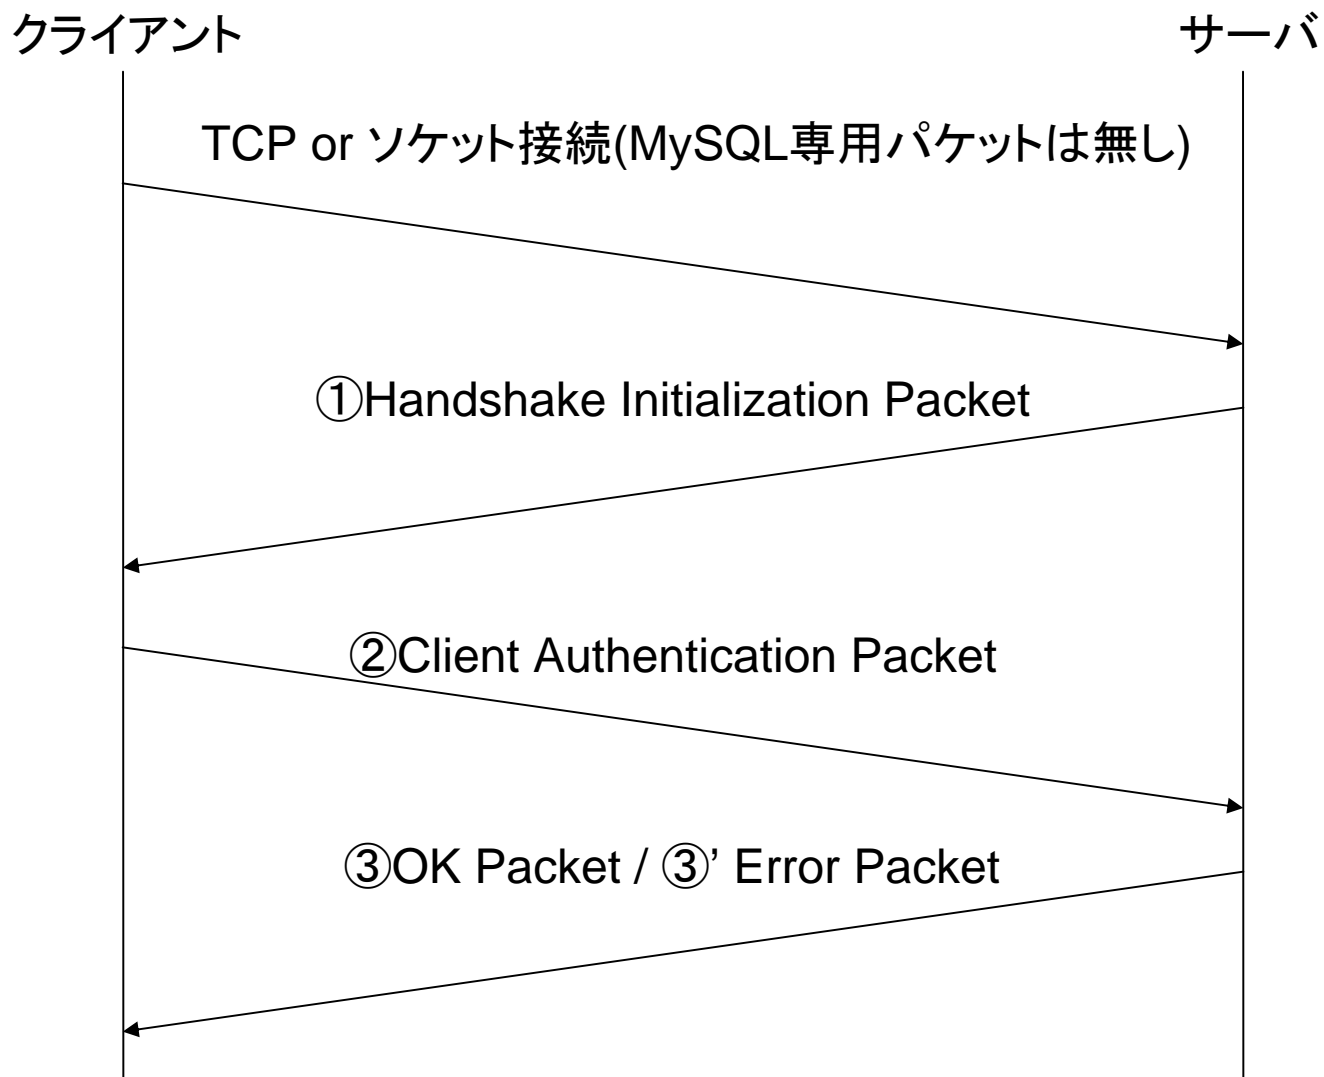 クライアント
サーバ
TCP or ソケット接続(MySQL専用パケットは無し)
①Handshake Initialization Packet
②Client Authentication Packet
③OK Packet / ③’ Error Packet